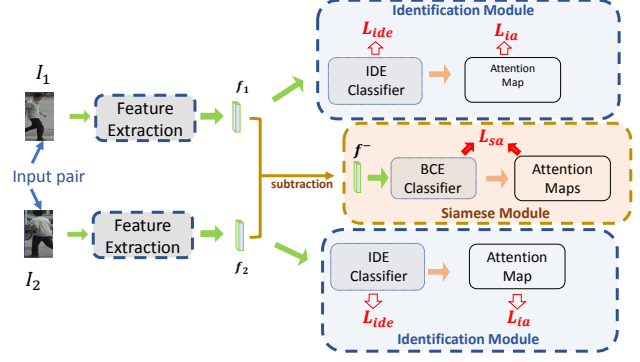 Identification Module
L_ide
L_ia
I_1
IDE
Classifier
Attention
Map
f_1
Feature
Extraction
f^-
L_sa
BCE
Classifier
Attention
Maps
Input pair
subtraction
Siamese Module
Feature
Extraction
f_2
I_2
IDE
Classifier
Attention
Map
L_ide
L_ia
Identification Module